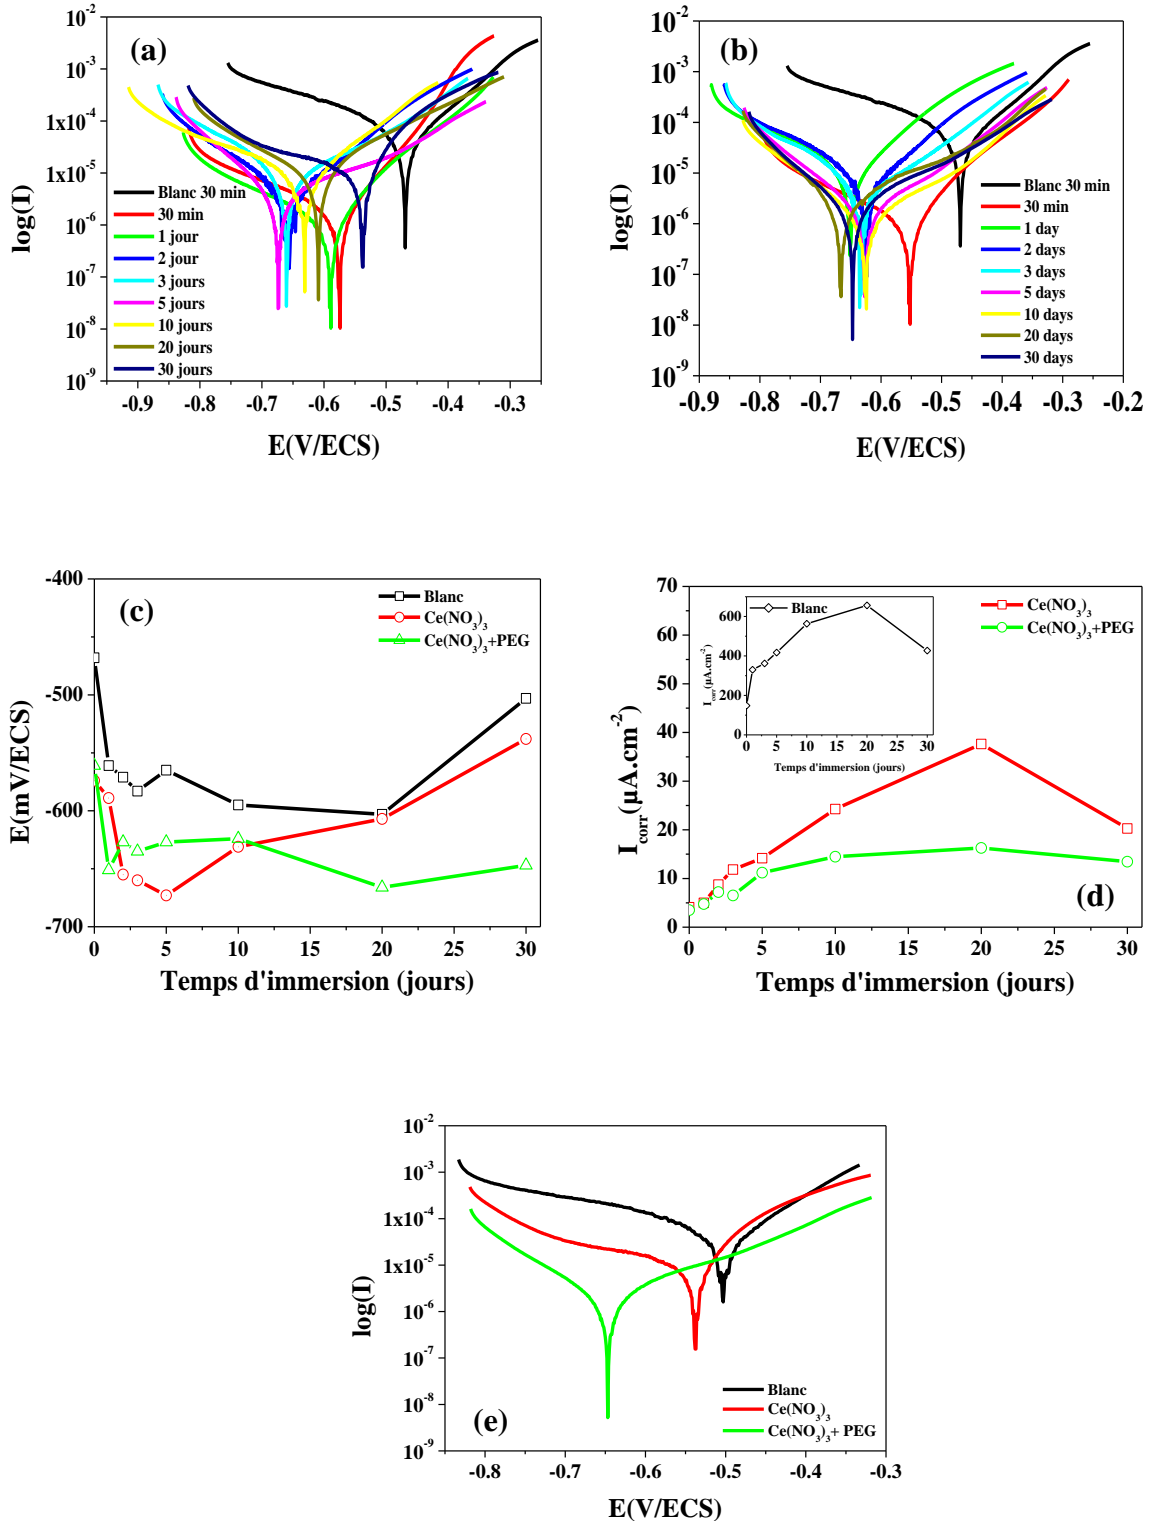 (a)
log(I)
10⁻²
10⁻³
1x10⁻⁴
1x10⁻⁵
10⁻⁶
10⁻⁷
10⁻⁸
10⁻⁹
Blanc 30 min
30 min
1 jour
2 jour
3 jours
5 jours
10 jours
20 jours
30 jours
-0.9 -0.8 -0.7 -0.6 -0.5 -0.4 -0.3
E(V/ECS)
(b)
log(I)
10⁻²
10⁻³
10⁻⁴
10⁻⁵
10⁻⁶
10⁻⁷
10⁻⁸
10⁻⁹
Blanc 30 min
30 min
1 day
2 days
3 days
5 days
10 days
20 days
30 days
-0.9 -0.8 -0.7 -0.6 -0.5 -0.4 -0.3 -0.2
E(V/ECS)
(c)
E(mV/ECS)
-400
-500
-600
-700
Blanc
Ce(NO₃)₃
Ce(NO₃)₃+PEG
0 5 10 15 20 25 30
Temps d'immersion (jours)
(d)
I_corr(µA.cm⁻²)
70
60
50
40
30
20
10
0
Ce(NO₃)₃
Ce(NO₃)₃+PEG
Blanc
I_corr(µA.cm⁻²)
600
400
200
0
0 5 10 15 20 25 30
Temps d'immersion (jours)
0 5 10 15 20 25 30
Temps d'immersion (jours)
(e)
log(I)
10⁻²
10⁻³
1x10⁻⁴
1x10⁻⁵
10⁻⁶
10⁻⁷
10⁻⁸
10⁻⁹
Blanc
Ce(NO₃)₃
Ce(NO₃)₃+ PEG
-0.8 -0.7 -0.6 -0.5 -0.4 -0.3
E(V/ECS)